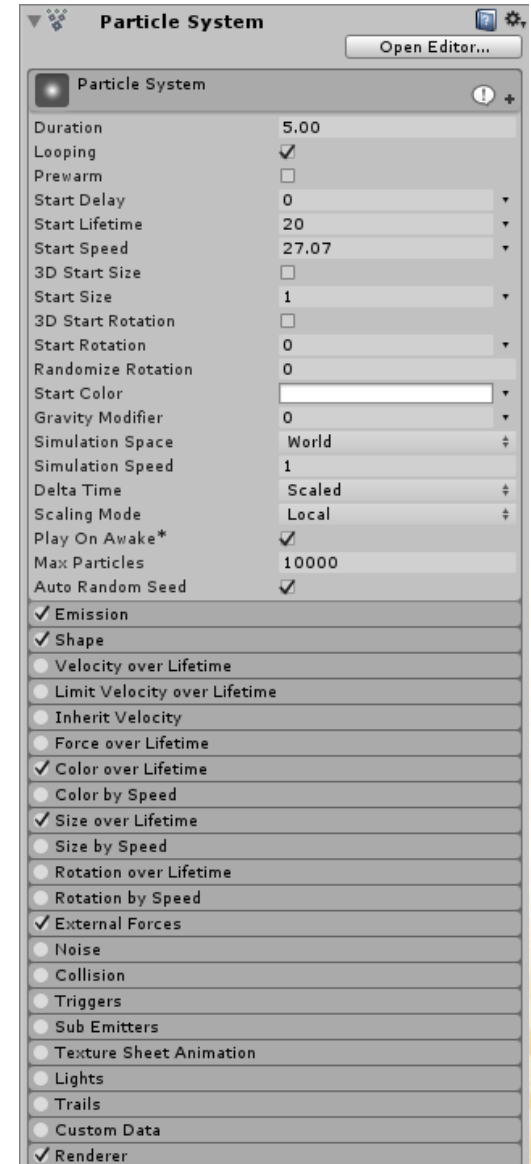 Particle System
Open Editor...
Particle System
Duration 5.00
Looping
Prewarm
Start Delay 0
Start Lifetime 20
Start Speed 27.07
3D Start Size
Start Size 1
3D Start Rotation
Start Rotation 0
Randomize Rotation 0
Start Color
Gravity Modifier 0
Simulation Space World
Simulation Speed 1
Delta Time Scaled
Scaling Mode Local
Play On Awake*
Max Particles 10000
Auto Random Seed
Emission
Shape
Velocity over Lifetime
Limit Velocity over Lifetime
Inherit Velocity
Force over Lifetime
Color over Lifetime
Color by Speed
Size over Lifetime
Size by Speed
Rotation over Lifetime
Rotation by Speed
External Forces
Noise
Collision
Triggers
Sub Emitters
Texture Sheet Animation
Lights
Trails
Custom Data
Renderer